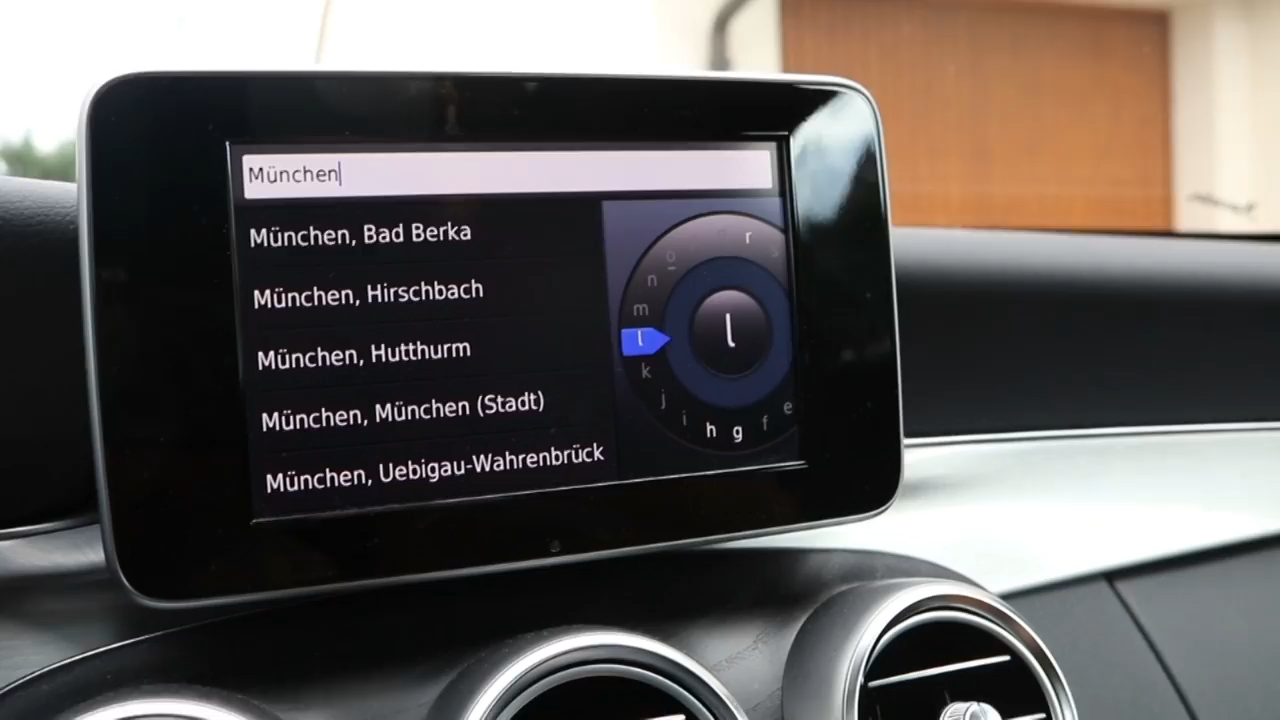 München
München, Bad Berka
München, Hirschbach
München, Hutthurm
München, München (Stadt)
München, Uebigau-Wahrenbrück
r
n
m
l
l
k
j
i
h
g
f
e